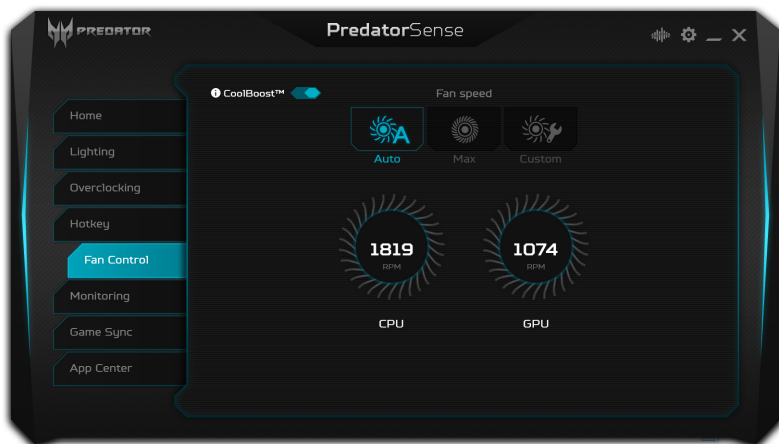 PREDATOR
PredatorSense
CoolBoost™
Fan speed
Home
Lighting
Overclocking
Hotkey
Fan Control
Monitoring
Game Sync
App Center
A
Auto
Max
Custom
1819
RPM
1074
RPM
CPU
GPU